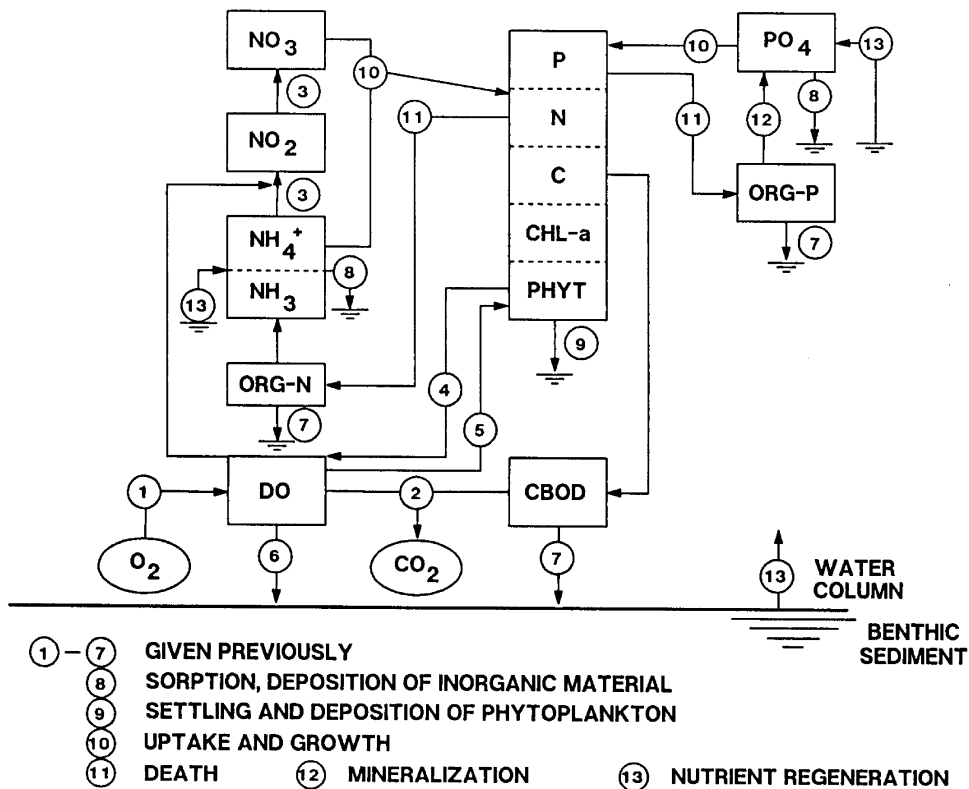 NO3
PO4
10
13
P
10
3
8
11
N
11
12
NO2
C
3
ORG-P
NH4+
CHL-a
8
7
NH3
PHYT
13
9
ORG-N
4
7
5
DO
2
CBOD
1
O2
6
CO2
7
13
WATER
COLUMN
BENTHIC
SEDIMENT
1 – 7 GIVEN PREVIOUSLY
8 SORPTION, DEPOSITION OF INORGANIC MATERIAL
9 SETTLING AND DEPOSITION OF PHYTOPLANKTON
10 UPTAKE AND GROWTH
11 DEATH 12 MINERALIZATION 13 NUTRIENT REGENERATION